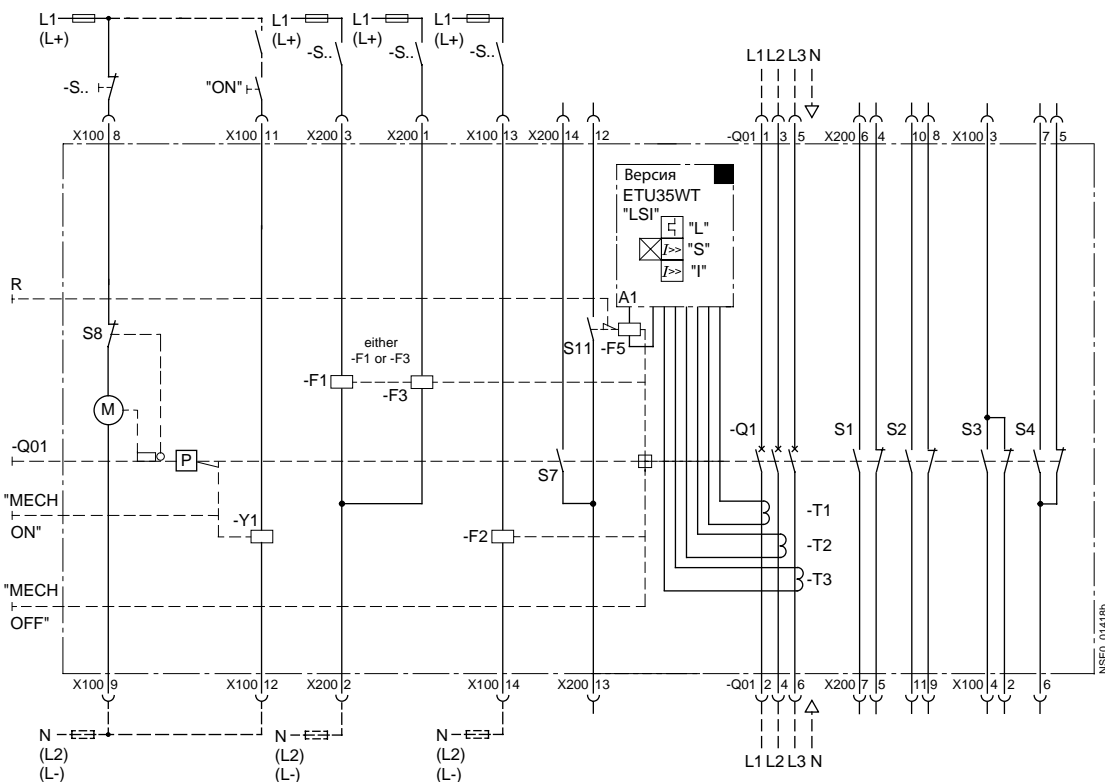 L1 L1 L1 L1
(L+) (L+) (L+) (L+)
-S.. "ON" -S.. -S.. -S.. L1 L2 L3 N
X100 8 X100 11 X200 3 X200 1 X100 13 X200 14 12 -Q01 1 3 5 X200 6 4 10 8 X100 3 7 5
Версия
ETU35WT
"LSI"
"L"
I>> "S"
I>> "I"
R
A1
S8
either
-F1 or -F3
S11 -F5
-F1
-F3
M
-Q1 S1 S2 S3 S4
-Q01
P
S7
"MECH
ON"
-Y1
-F2
-T1
-T2
-T3
"MECH
OFF"
NSE0_01418b
X100 9 X100 12 X200 2 X100 14 X200 13 -Q01 2 4 6 X200 7 5 11 9 X100 4 2 6
N N N
(L2) (L2) (L2)
(L-) (L-) (L-)
L1 L2 L3 N